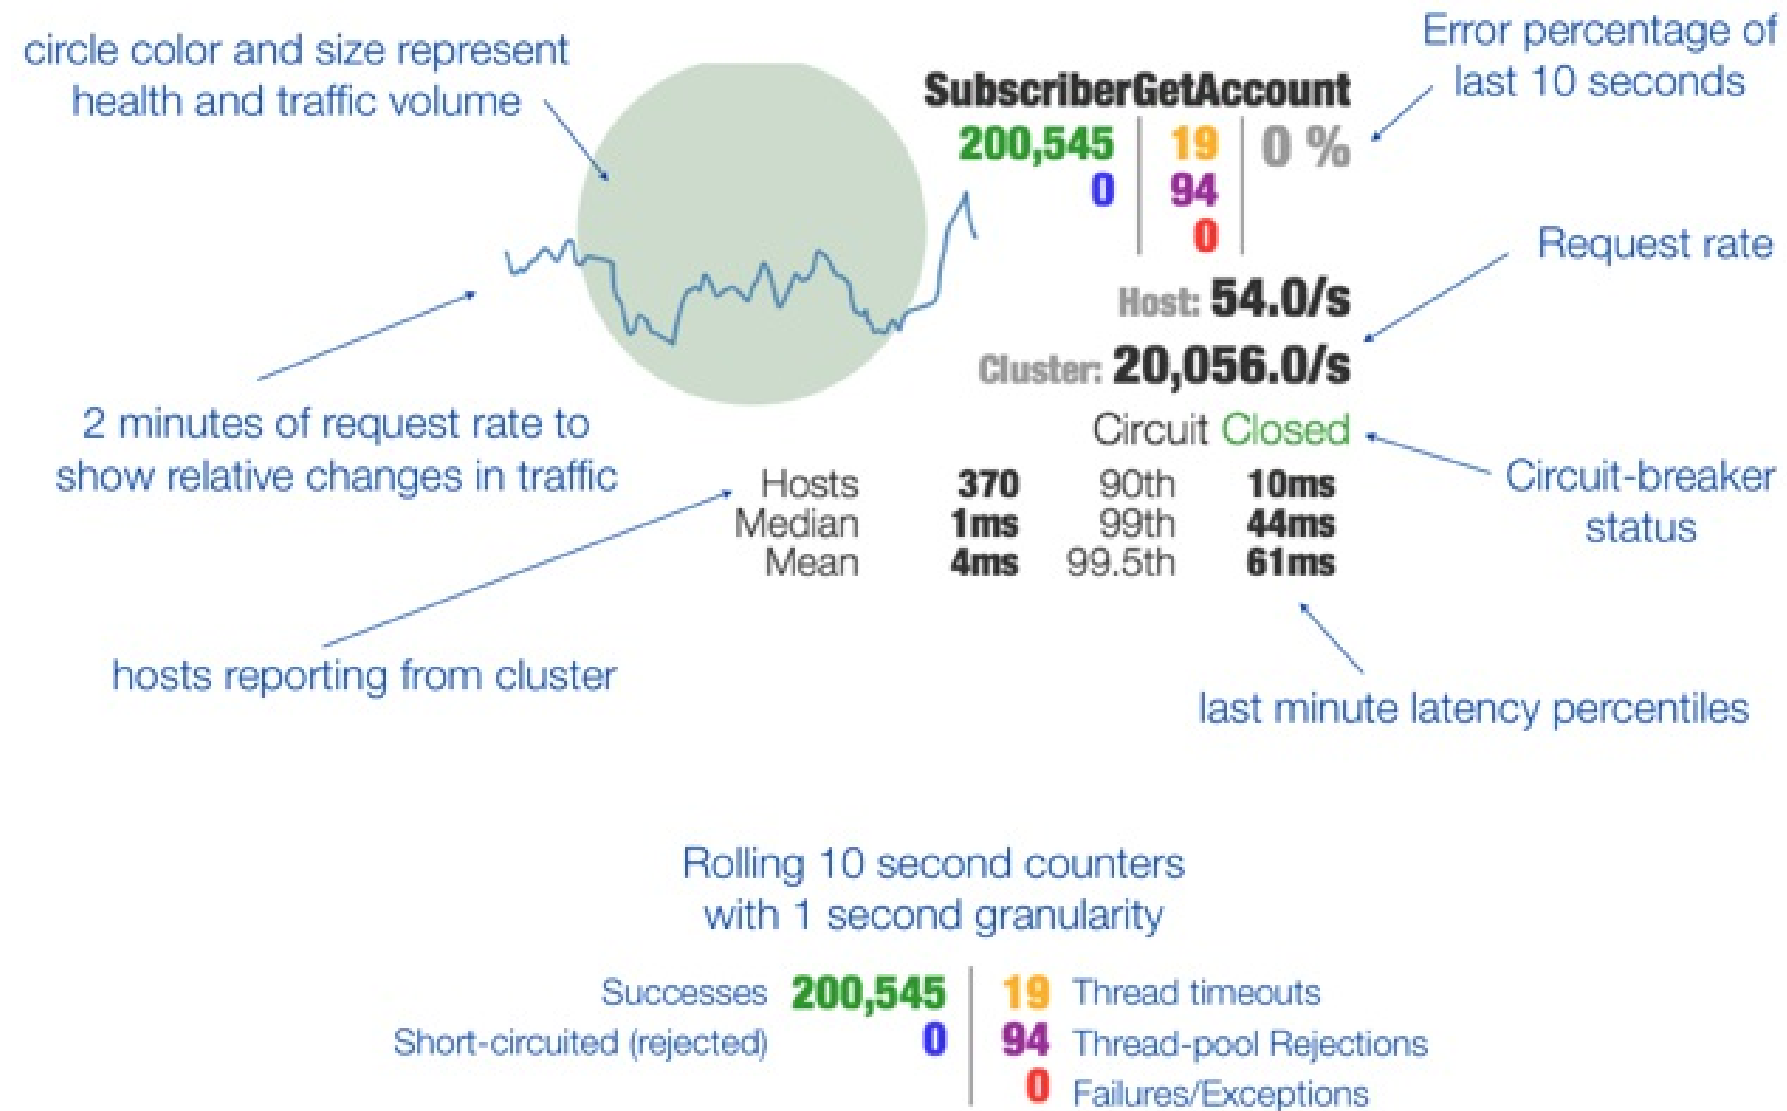 circle color and size represent
health and traffic volume
Error percentage of
last 10 seconds
SubscriberGetAccount
200,545 19 0 %
0 94
0
Request rate
Host: 54.0/s
Cluster: 20,056.0/s
2 minutes of request rate to
show relative changes in traffic
Circuit Closed
Circuit-breaker
status
Hosts 370 90th 10ms
Median 1ms 99th 44ms
Mean 4ms 99.5th 61ms
hosts reporting from cluster
last minute latency percentiles
Rolling 10 second counters
with 1 second granularity
Successes 200,545 19 Thread timeouts
Short-circuited (rejected) 0 94 Thread-pool Rejections
0 Failures/Exceptions